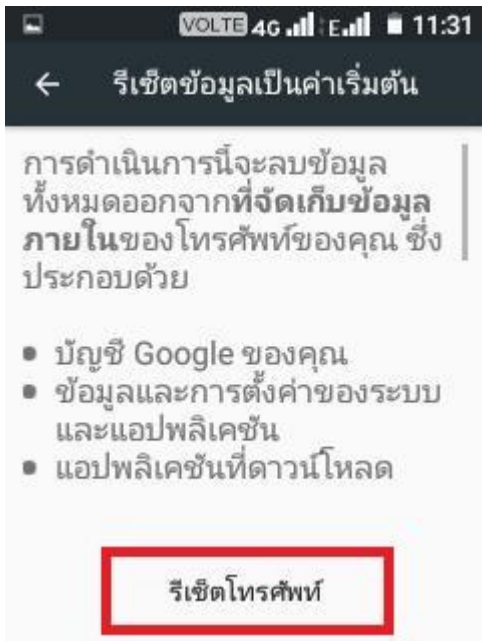 VOLTE 4G E 11:31
รีเซ็ตข้อมูลเป็นค่าเริ่มต้น
การดำเนินการนี้จะลบข้อมูล
ทั้งหมดออกจากที่จัดเก็บข้อมูล
ภายในของโทรศัพท์ของคุณ ซึ่ง
ประกอบด้วย
บัญชี Google ของคุณ
ข้อมูลและการตั้งค่าของระบบ
และแอปพลิเคชัน
แอปพลิเคชันที่ดาวน์โหลด
รีเซ็ตโทรศัพท์